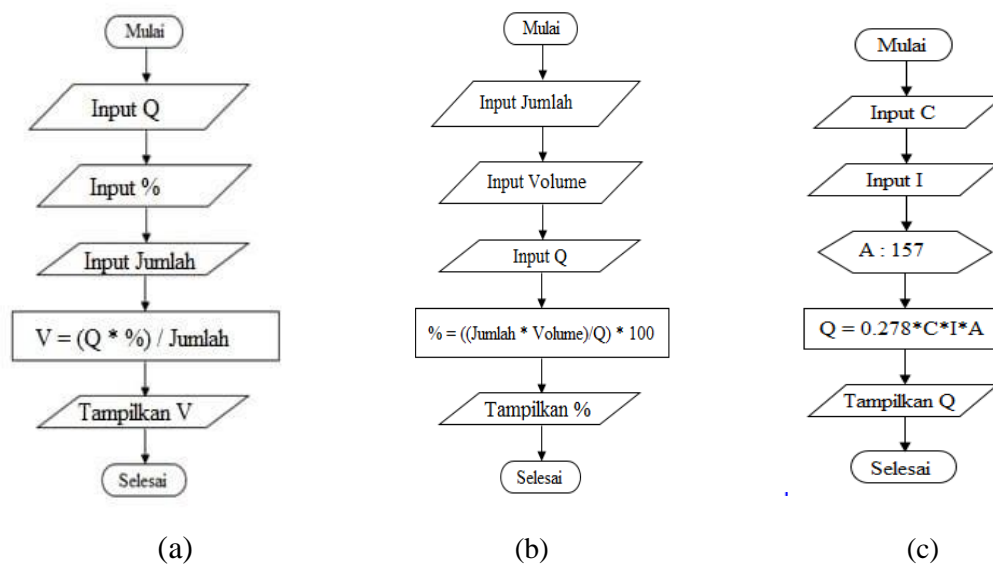 Mulai
Input Q
Input %
Input Jumlah
V = (Q * %) / Jumlah
Tampilkan V
Selesai
(a)
Mulai
Input Jumlah
Input Volume
Input Q
% = ((Jumlah * Volume)/Q) * 100
Tampilkan %
Selesai
(b)
Mulai
Input C
Input I
A : 157
Q = 0.278*C*I*A
Tampilkan Q
Selesai
(c)